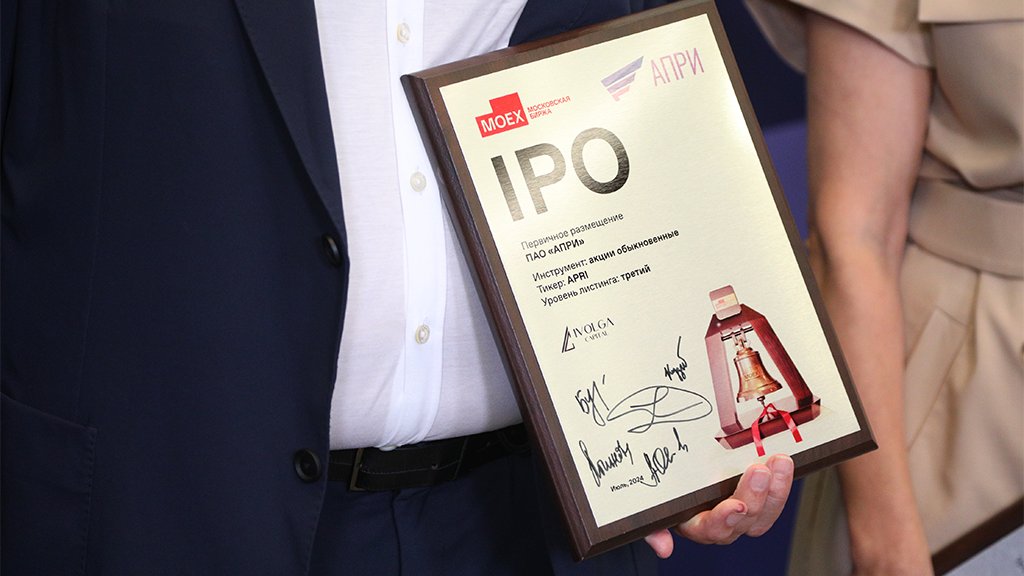 АПРИ
MOEX МОСКОВСКАЯ
БИРЖА
IPO
Первичное размещение
ПАО «АПРИ»
Инструмент: акции обыкновенные
Тикер: APRI
Уровень листинга: третий
IVOLGA
CAPITAL
Июль, 2024